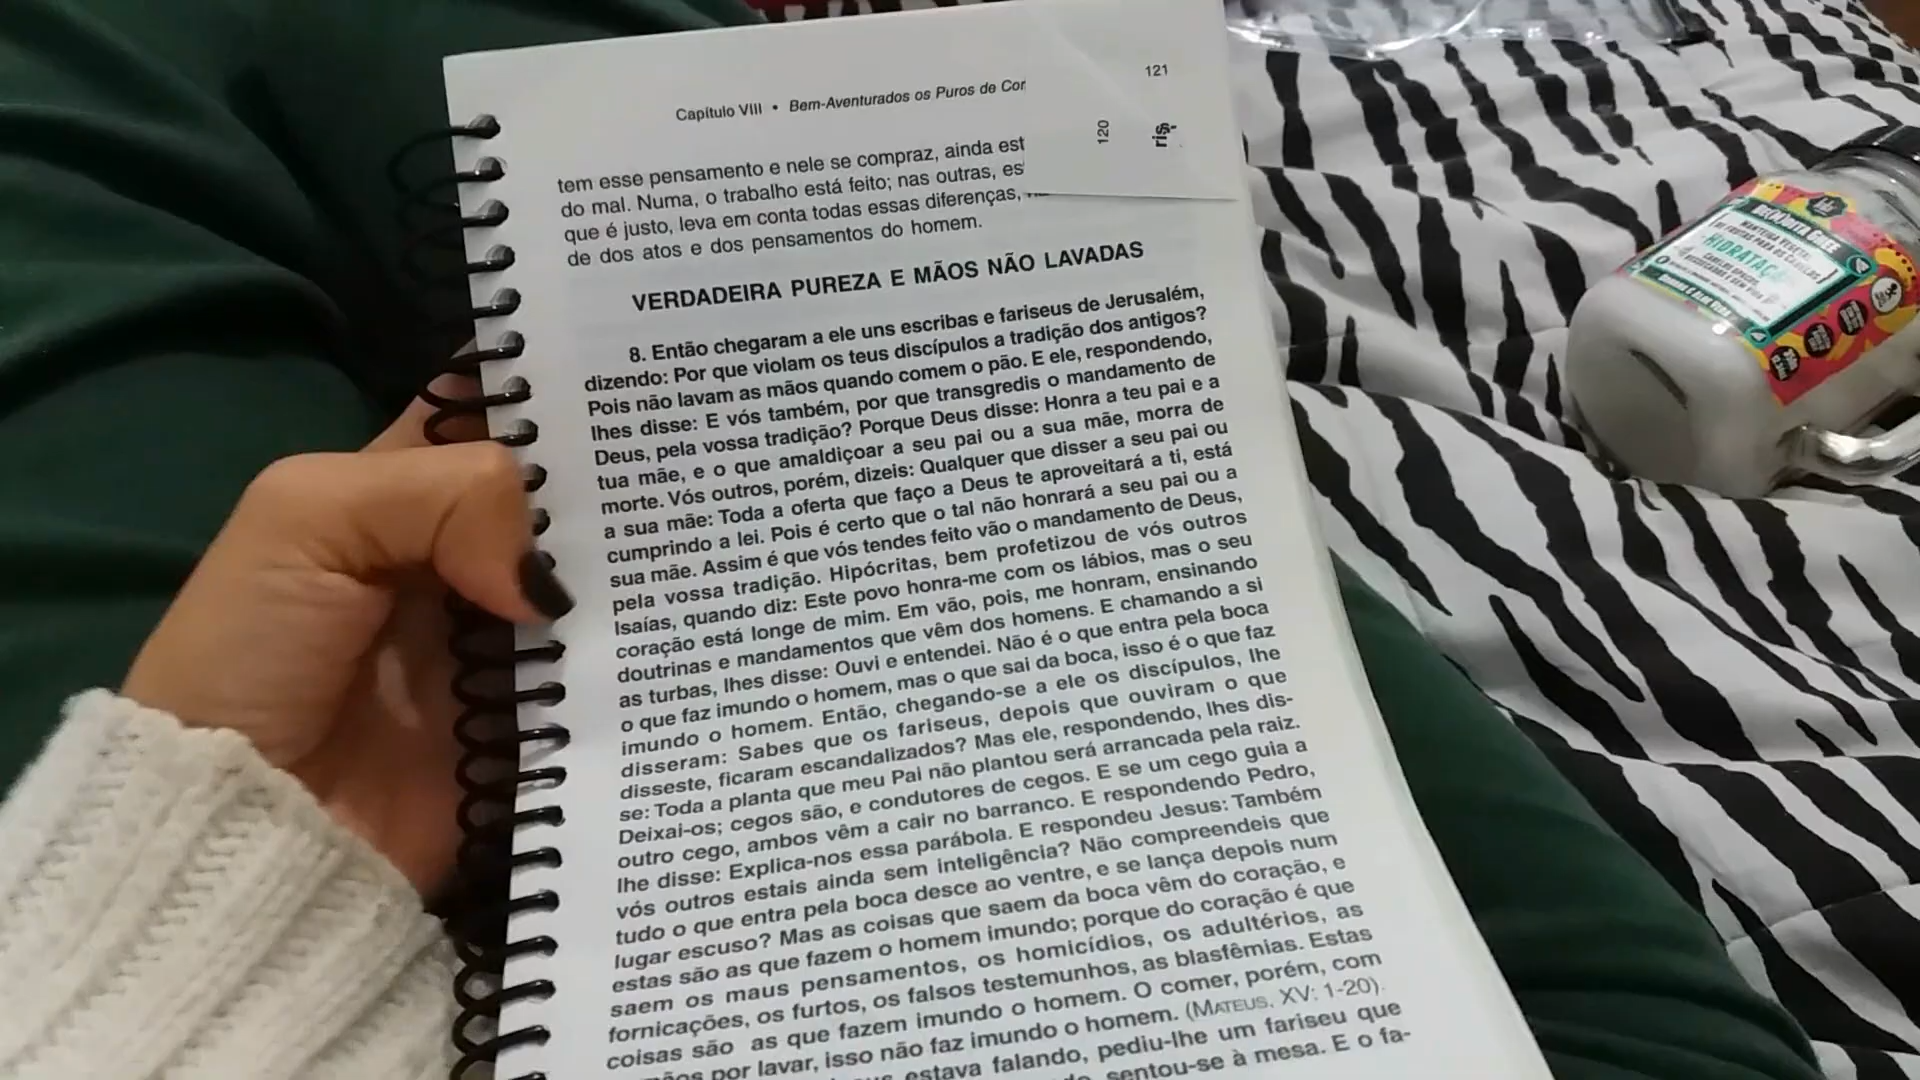 Capítulo VIII • Bem-Aventurados os Puros de Cor
121
120
ris-
tem esse pensamento e nele se compraz, ainda est
do mal. Numa, o trabalho está feito; nas outras, es
que é justo, leva em conta todas essas diferenças,
de dos atos e dos pensamentos do homem.
VERDADEIRA PUREZA E MÃOS NÃO LAVADAS
8. Então chegaram a ele uns escribas e fariseus de Jerusalém,
dizendo: Por que violam os teus discípulos a tradição dos antigos?
Pois não lavam as mãos quando comem o pão. E ele, respondendo,
lhes disse: E vós também, por que transgredis o mandamento de
Deus, pela vossa tradição? Porque Deus disse: Honra a teu pai e a
tua mãe, e o que amaldiçoar a seu pai ou a sua mãe, morra de
morte. Vós outros, porém, dizeis: Qualquer que disser a seu pai ou
a sua mãe: Toda a oferta que faço a Deus te aproveitará a ti, está
cumprindo a lei. Pois é certo que o tal não honrará a seu pai ou a
sua mãe. Assim é que vós tendes feito vão o mandamento de Deus,
pela vossa tradição. Hipócritas, bem profetizou de vós outros
Isaías, quando diz: Este povo honra-me com os lábios, mas o seu
coração está longe de mim. Em vão, pois, me honram, ensinando
doutrinas e mandamentos que vêm dos homens. E chamando a si
as turbas, lhes disse: Ouvi e entendei. Não é o que entra pela boca
o que faz imundo o homem, mas o que sai da boca, isso é o que faz
imundo o homem. Então, chegando-se a ele os discípulos, lhe
disseram: Sabes que os fariseus, depois que ouviram o que
disseste, ficaram escandalizados? Mas ele, respondendo, lhes dis-
se: Toda a planta que meu Pai não plantou será arrancada pela raiz.
Deixai-os; cegos são, e condutores de cegos. E se um cego guia a
outro cego, ambos vêm a cair no barranco. E respondendo Pedro,
lhe disse: Explica-nos essa parábola. E respondeu Jesus: Também
vós outros estais ainda sem inteligência? Não compreendeis que
tudo o que entra pela boca desce ao ventre, e se lança depois num
lugar escuso? Mas as coisas que saem da boca vêm do coração, e
estas são as que fazem o homem imundo; porque do coração é que
saem os maus pensamentos, os homicídios, os adultérios, as
fornicações, os furtos, os falsos testemunhos, as blasfêmias. Estas
coisas são as que fazem imundo o homem. O comer, porém, com
por lavar, isso não faz imundo o homem. (MATEUS, XV: 1-20).
estava falando, pediu-lhe um fariseu que
sentou-se à mesa. E o fa-
MANTEIGA VEGETAL
DE FRUTAS PARA OS CABELOS
HIDRATAÇ
CABELOS OPACOS,
RESSECADOS E SEM VIDA